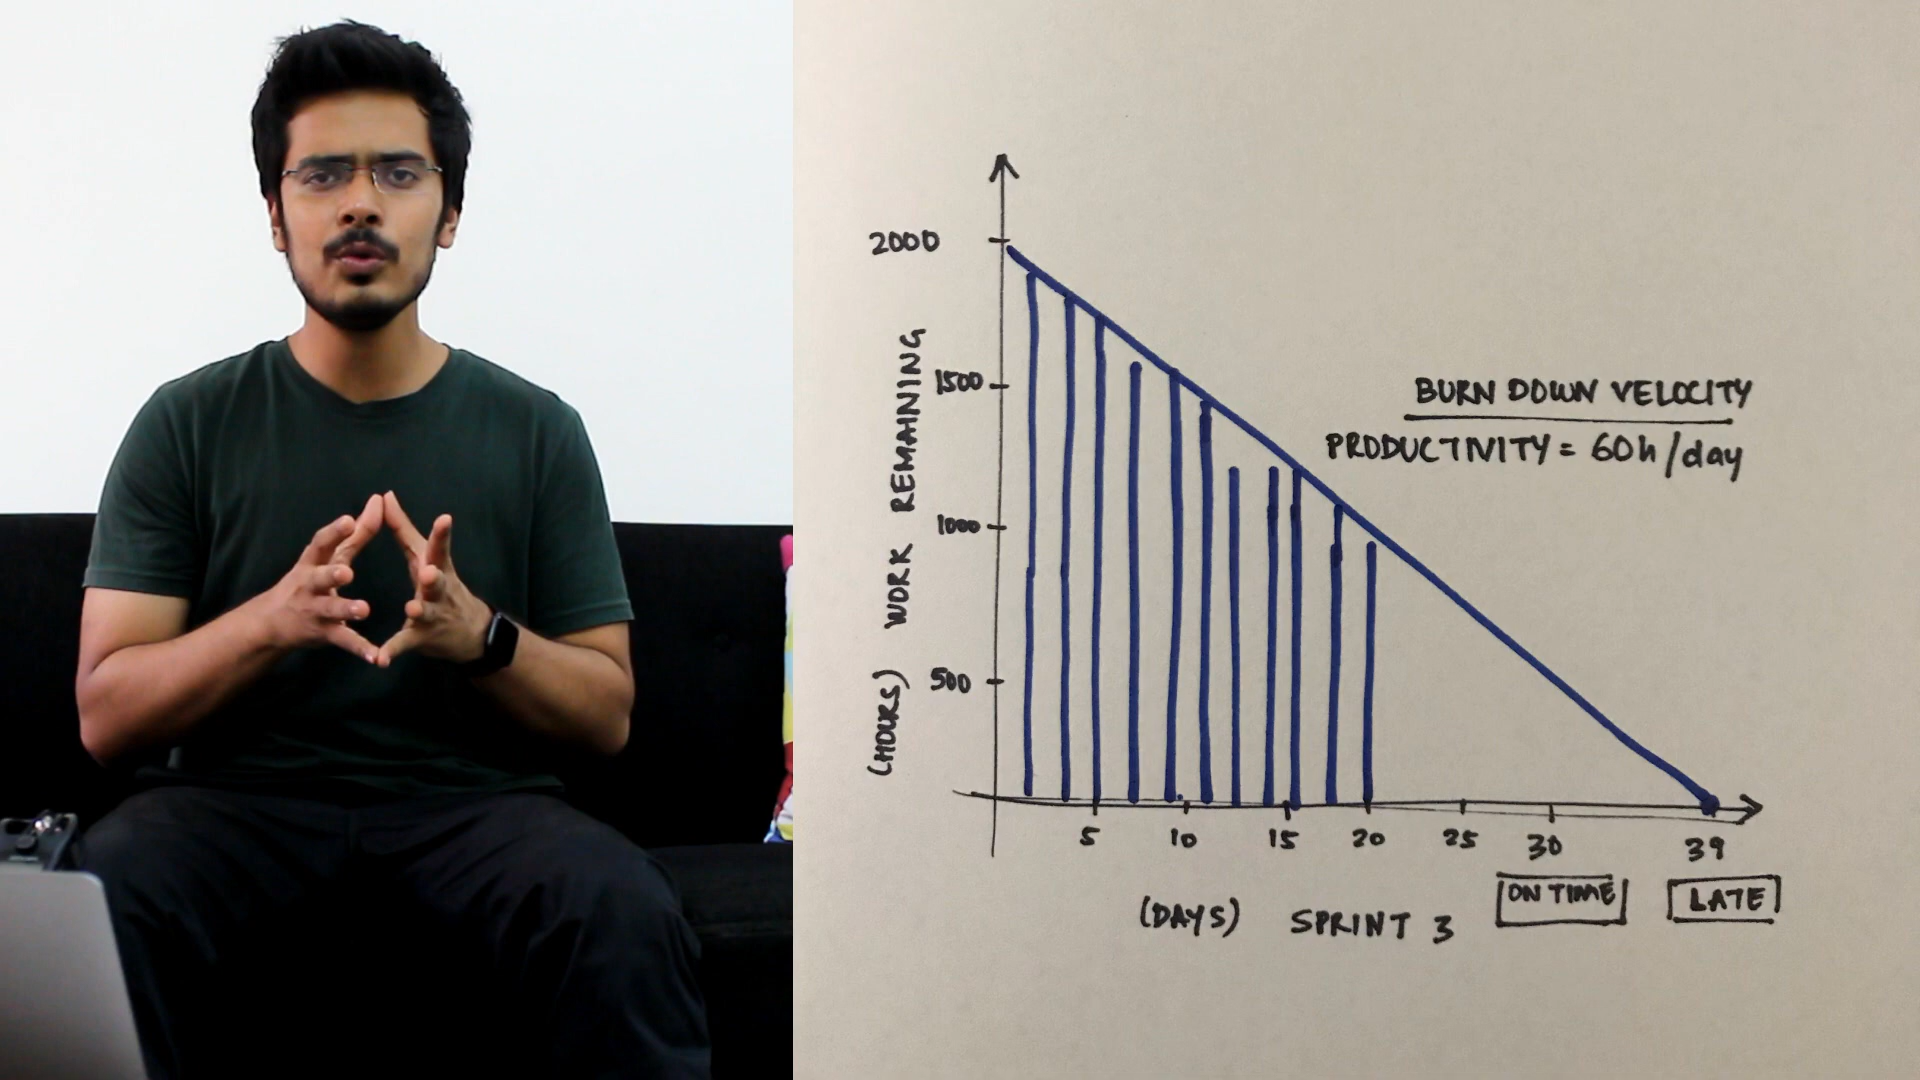 2000
1500
1000
500
(HOURS) WORK REMAINING
BURN DOWN VELOCITY
PRODUCTIVITY = 60h/day
5 10 15 20 25 30 39
ON TIME
LATE
(DAYS) SPRINT 3